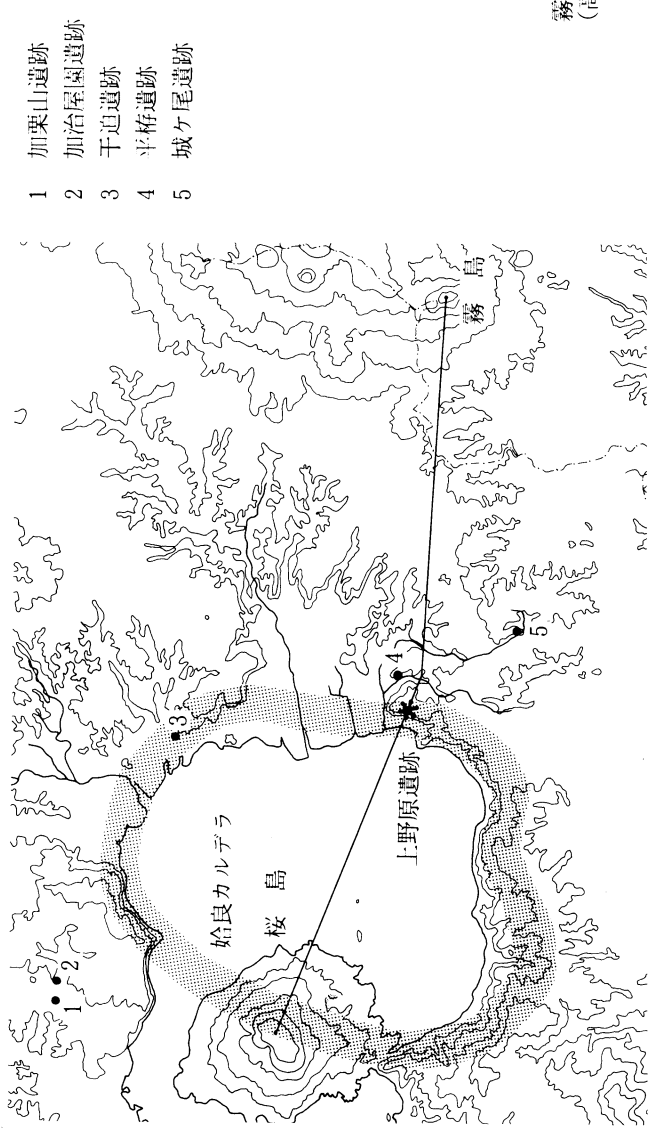 1 加栗山遺跡
2 加治屋園遺跡
3 干迫遺跡
4 平栫遺跡
5 城ケ尾遺跡
霧島
姶良カルデラ
桜島
上野原遺跡
1
2
3
4
5
霧